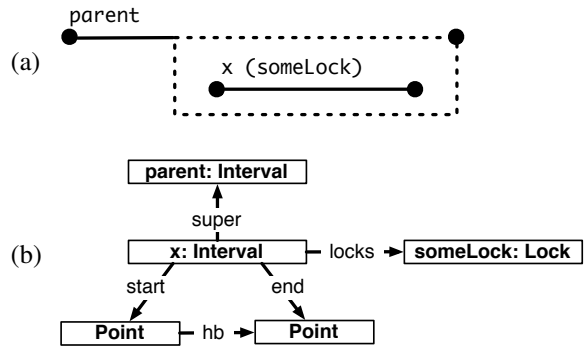 parent
(a)
x (someLock)
parent: Interval
super
(b)
x: Interval
locks
someLock: Lock
start
end
Point
hb
Point